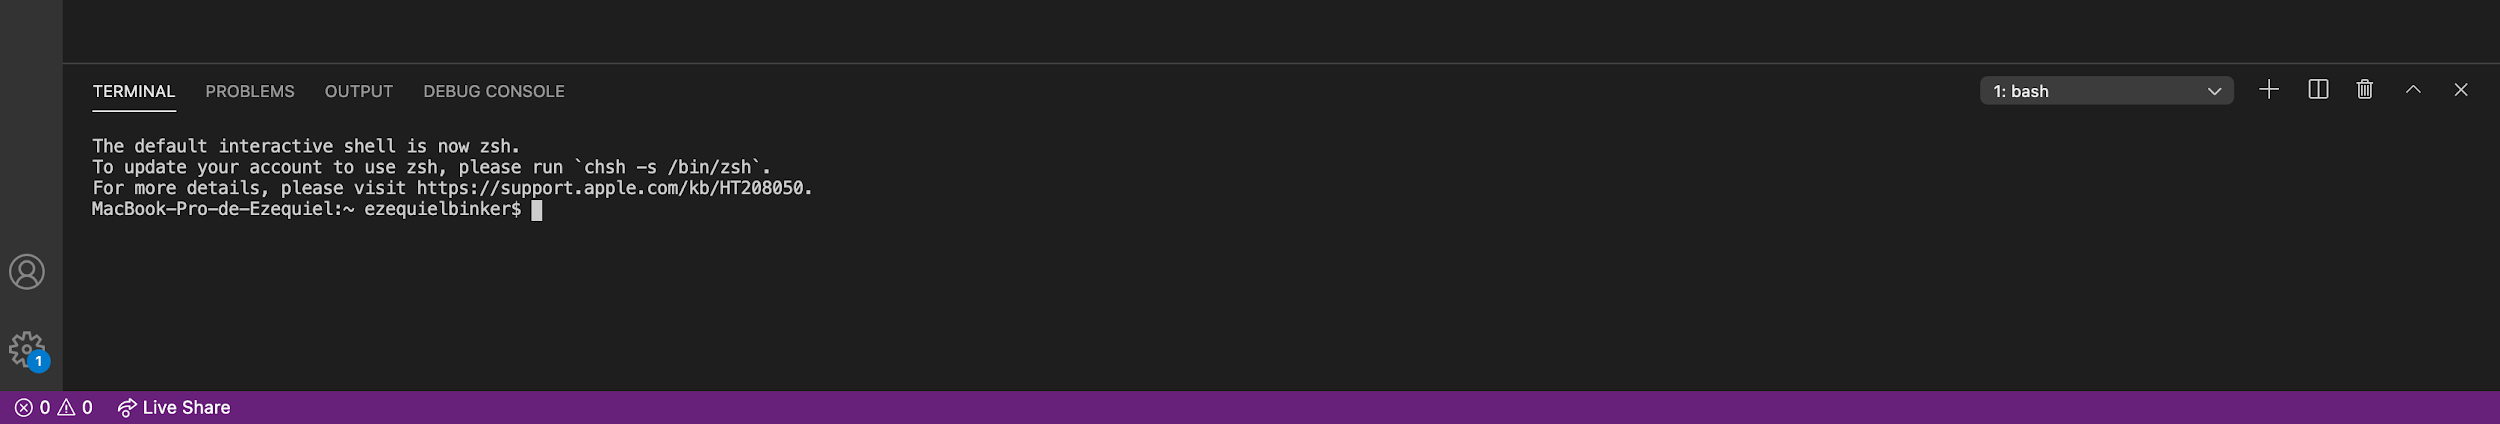 TERMINAL PROBLEMS OUTPUT DEBUG CONSOLE 1: bash
The default interactive shell is now zsh.
To update your account to use zsh, please run `chsh -s /bin/zsh`.
For more details, please visit https://support.apple.com/kb/HT208050.
MacBook-Pro-de-Ezequiel:~ ezequielbinker$
1
0 0 Live Share